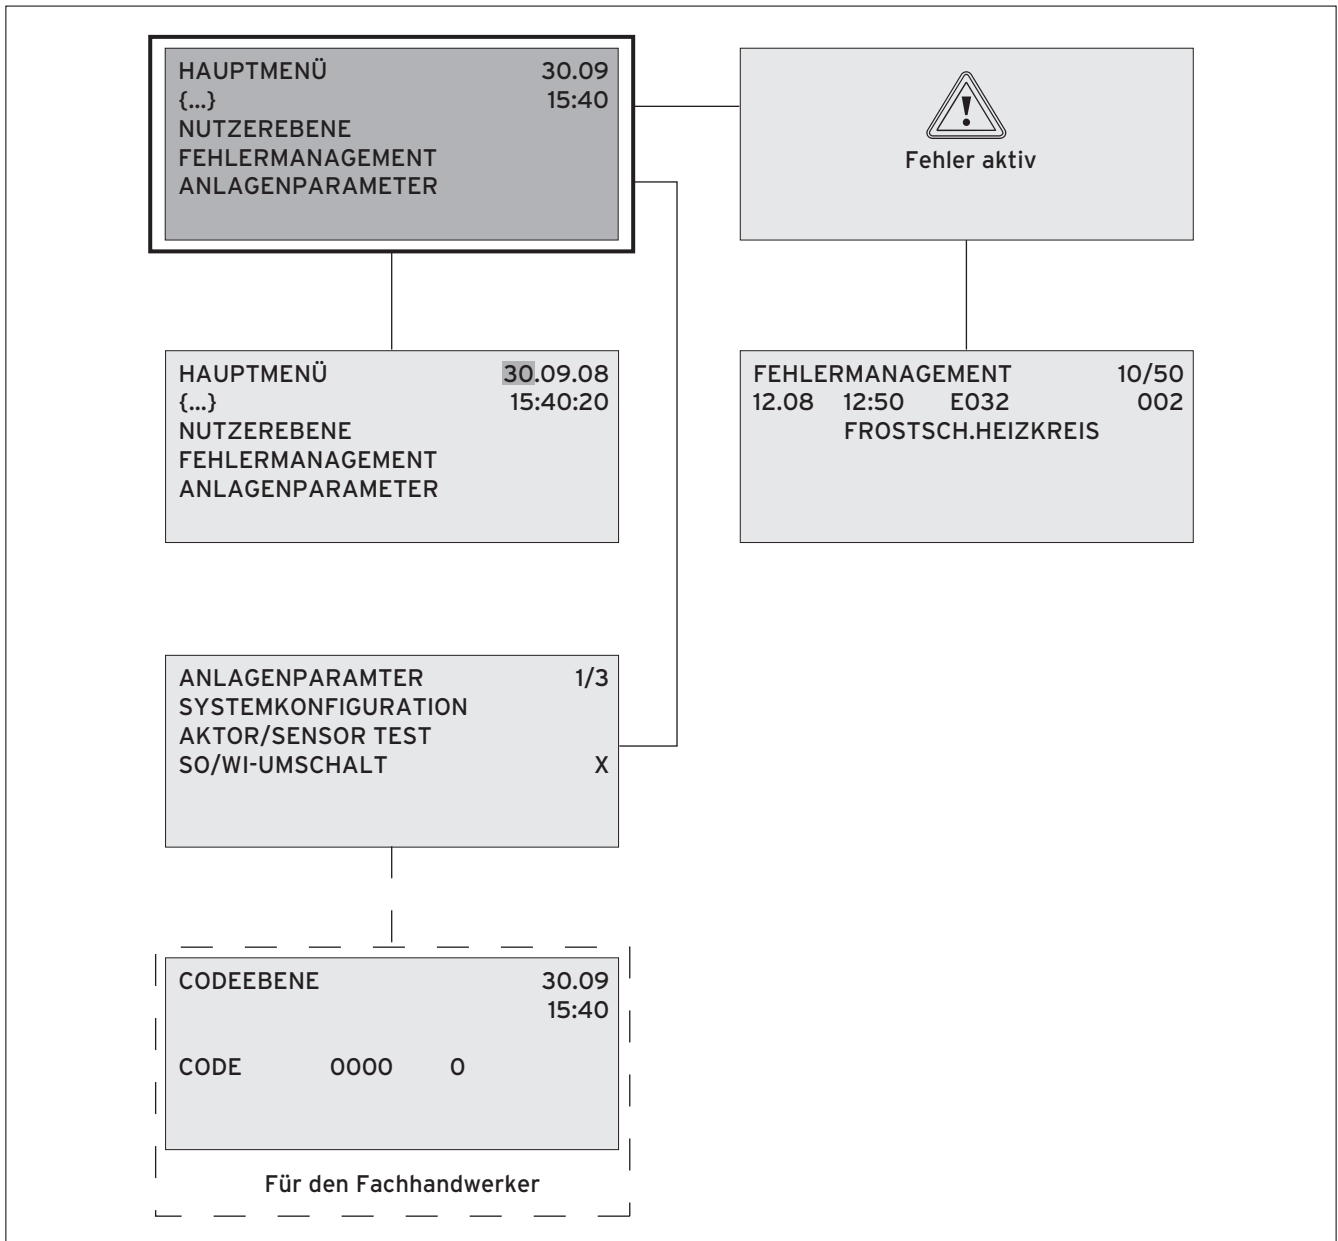 HAUPTMENÜ 30.09
{...} 15:40
NUTZEREBENE
FEHLERMANAGEMENT
ANLAGENPARAMETER
Fehler aktiv
HAUPTMENÜ 30.09.08
{...} 15:40:20
NUTZEREBENE
FEHLERMANAGEMENT
ANLAGENPARAMETER
FEHLERMANAGEMENT 10/50
12.08 12:50 E032 002
FROSTSCH.HEIZKREIS
ANLAGENPARAMTER 1/3
SYSTEMKONFIGURATION
AKTOR/SENSOR TEST
SO/WI-UMSCHALT X
CODEEBENE 30.09
15:40
CODE 0000 0
Für den Fachhandwerker